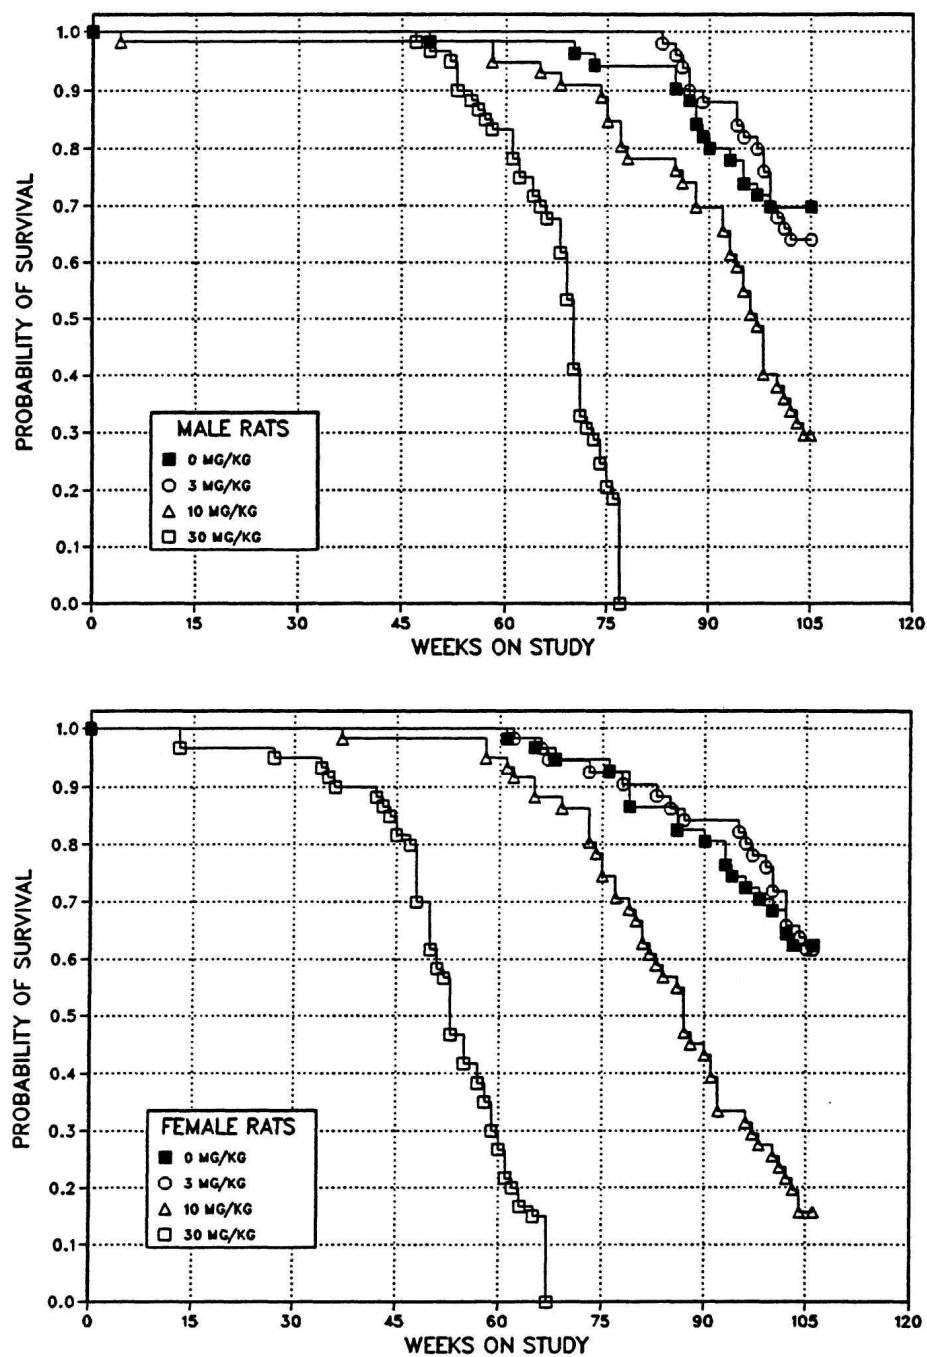 1.0
0.9
0.8
0.7
0.6
0.5
0.4
0.3
0.2
0.1
0.0
PROBABILITY OF SURVIVAL
MALE RATS
0 MG/KG
3 MG/KG
10 MG/KG
30 MG/KG
0 15 30 45 60 75 90 105 120
WEEKS ON STUDY
1.0
0.9
0.8
0.7
0.6
0.5
0.4
0.3
0.2
0.1
0.0
PROBABILITY OF SURVIVAL
FEMALE RATS
0 MG/KG
3 MG/KG
10 MG/KG
30 MG/KG
0 15 30 45 60 75 90 105 120
WEEKS ON STUDY